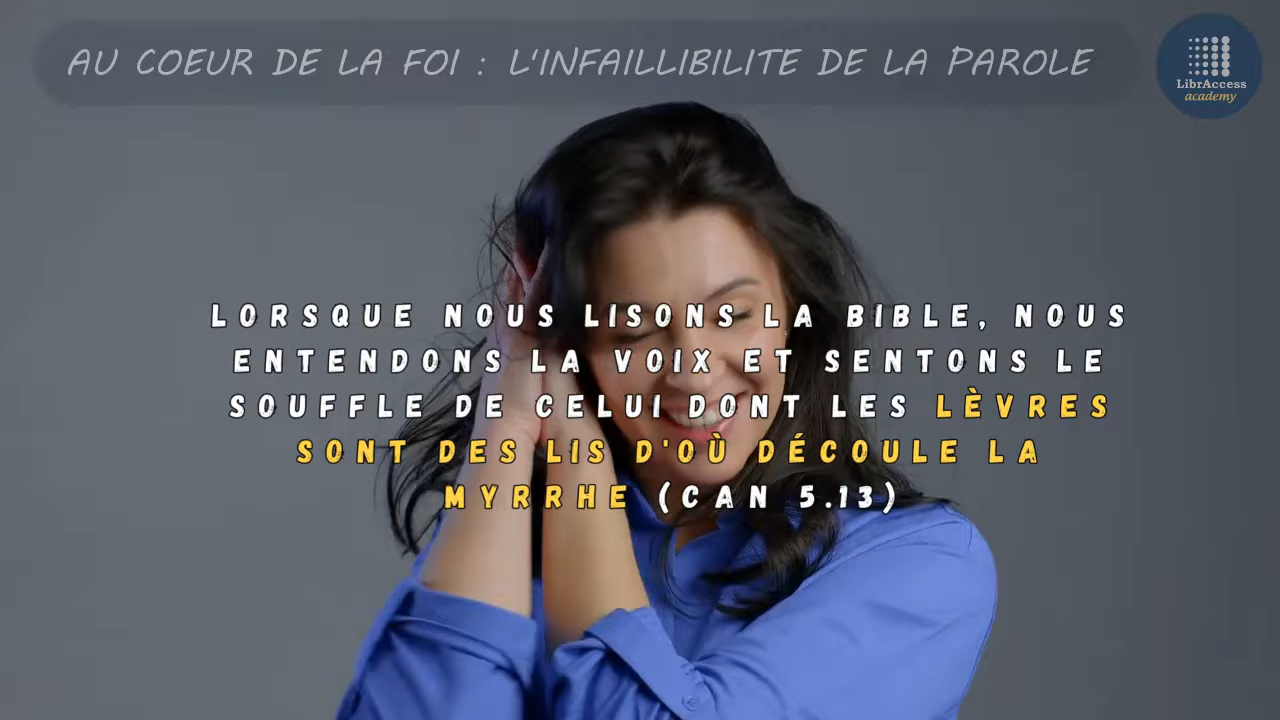 AU COEUR DE LA FOI : L'INFAILLIBILITE DE LA PAROLE
LibrAccess
academy
LORSQUE NOUS LISONS LA BIBLE, NOUS
ENTENDONS LA VOIX ET SENTONS LE
SOUFFLE DE CELUI DONT LES LÈVRES
SONT DES LIS D'OÙ DÉCOULE LA
MYRRHE (CAN 5.13)